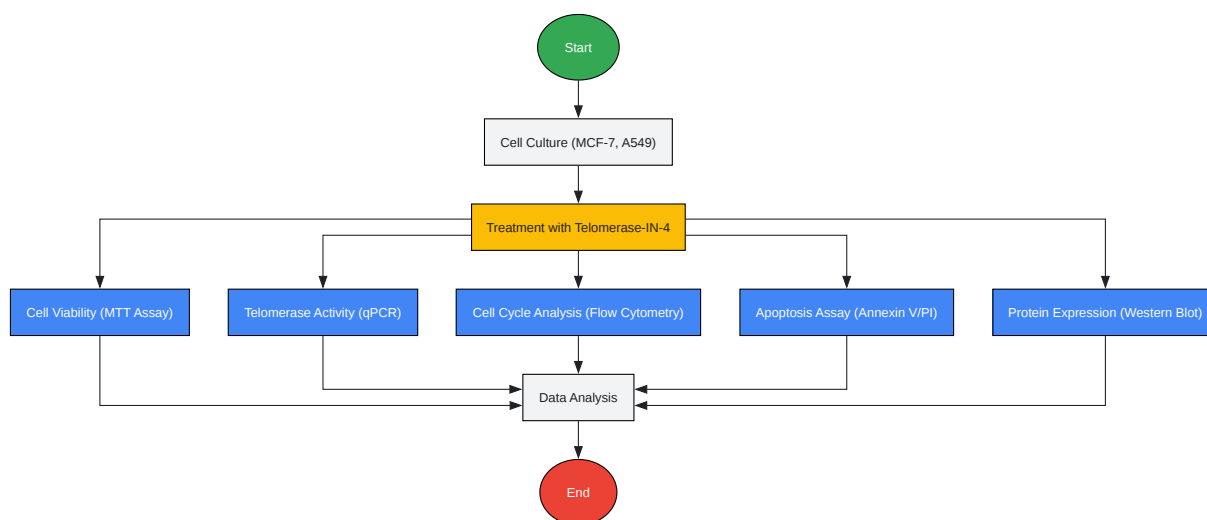 Start
Cell Culture (MCF-7, A549)
Treatment with Telomerase-IN-4
Cell Viability (MTT Assay)
Telomerase Activity (qPCR)
Cell Cycle Analysis (Flow Cytometry)
Apoptosis Assay (Annexin V/PI)
Protein Expression (Western Blot)
Data Analysis
End